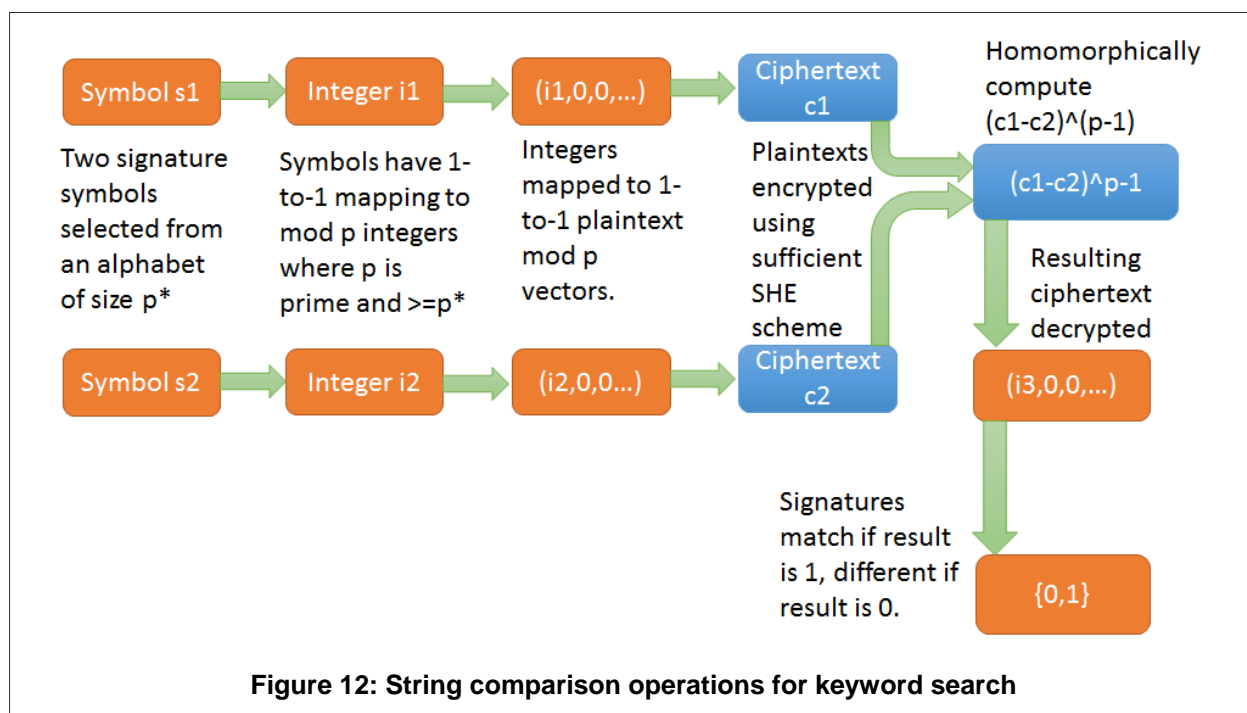 Symbol s1
Integer i1
(i1,0,0,...)
Ciphertext
c1
Homomorphically
compute
(c1-c2)^(p-1)
Two signature
symbols
selected from
an alphabet
of size p*
Symbols have 1-
to-1 mapping to
mod p integers
where p is
prime and >=p*
Integers
mapped to 1-
to-1 plaintext
mod p
vectors.
Plaintexts
encrypted
using
sufficient
SHE
scheme
(c1-c2)^p-1
Resulting
ciphertext
decrypted
Symbol s2
Integer i2
(i2,0,0...)
Ciphertext
c2
(i3,0,0,...)
Signatures
match if result
is 1, different if
result is 0.
{0,1}
Figure 12: String comparison operations for keyword search